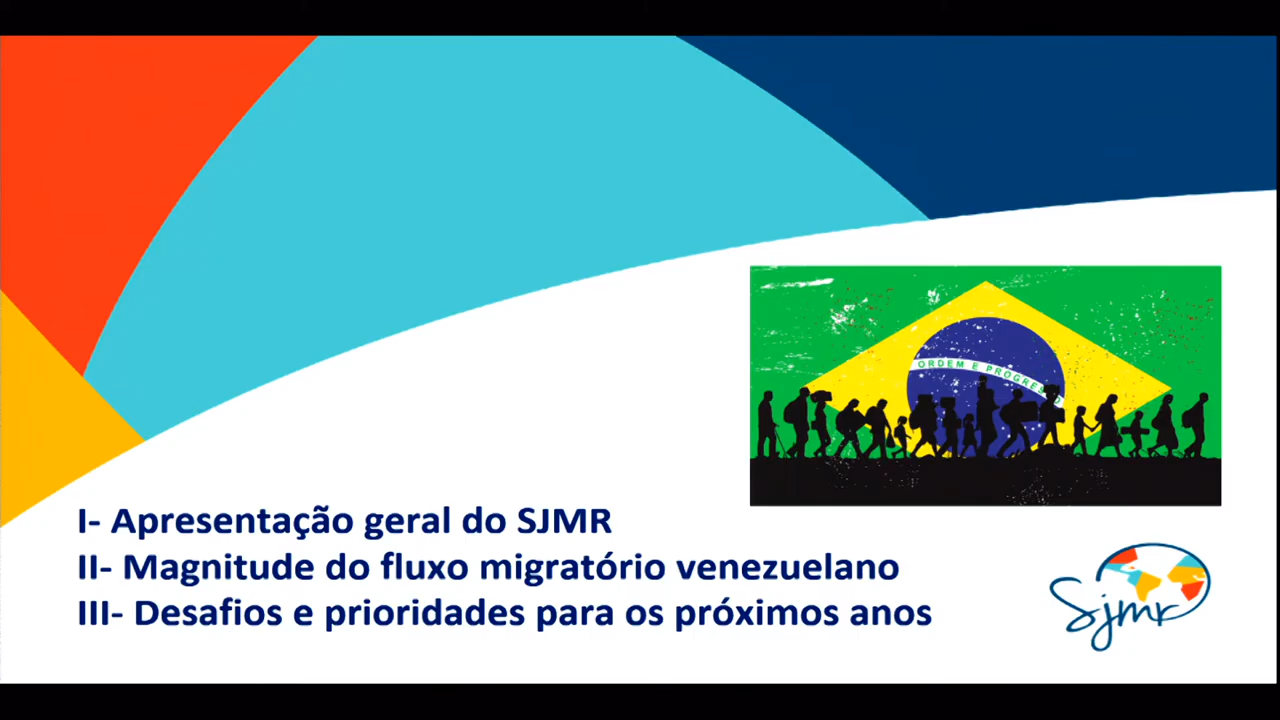 ORDEM E PROGRESSO
I- Apresentação geral do SJMR
II- Magnitude do fluxo migratório venezuelano
III- Desafios e prioridades para os próximos anos
Sjmr